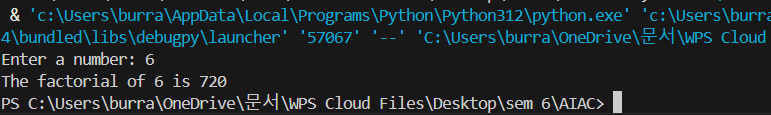 & 'c:\Users\burra\AppData\Local\Programs\Python\Python312\python.exe' 'c:\Users\burra
4\bundled\libs\debugpy\launcher' '57067' '--' 'C:\Users\burra\OneDrive\문서\WPS Cloud
Enter a number: 6
The factorial of 6 is 720
PS C:\Users\burra\OneDrive\문서\WPS Cloud Files\Desktop\sem 6\AIAC>